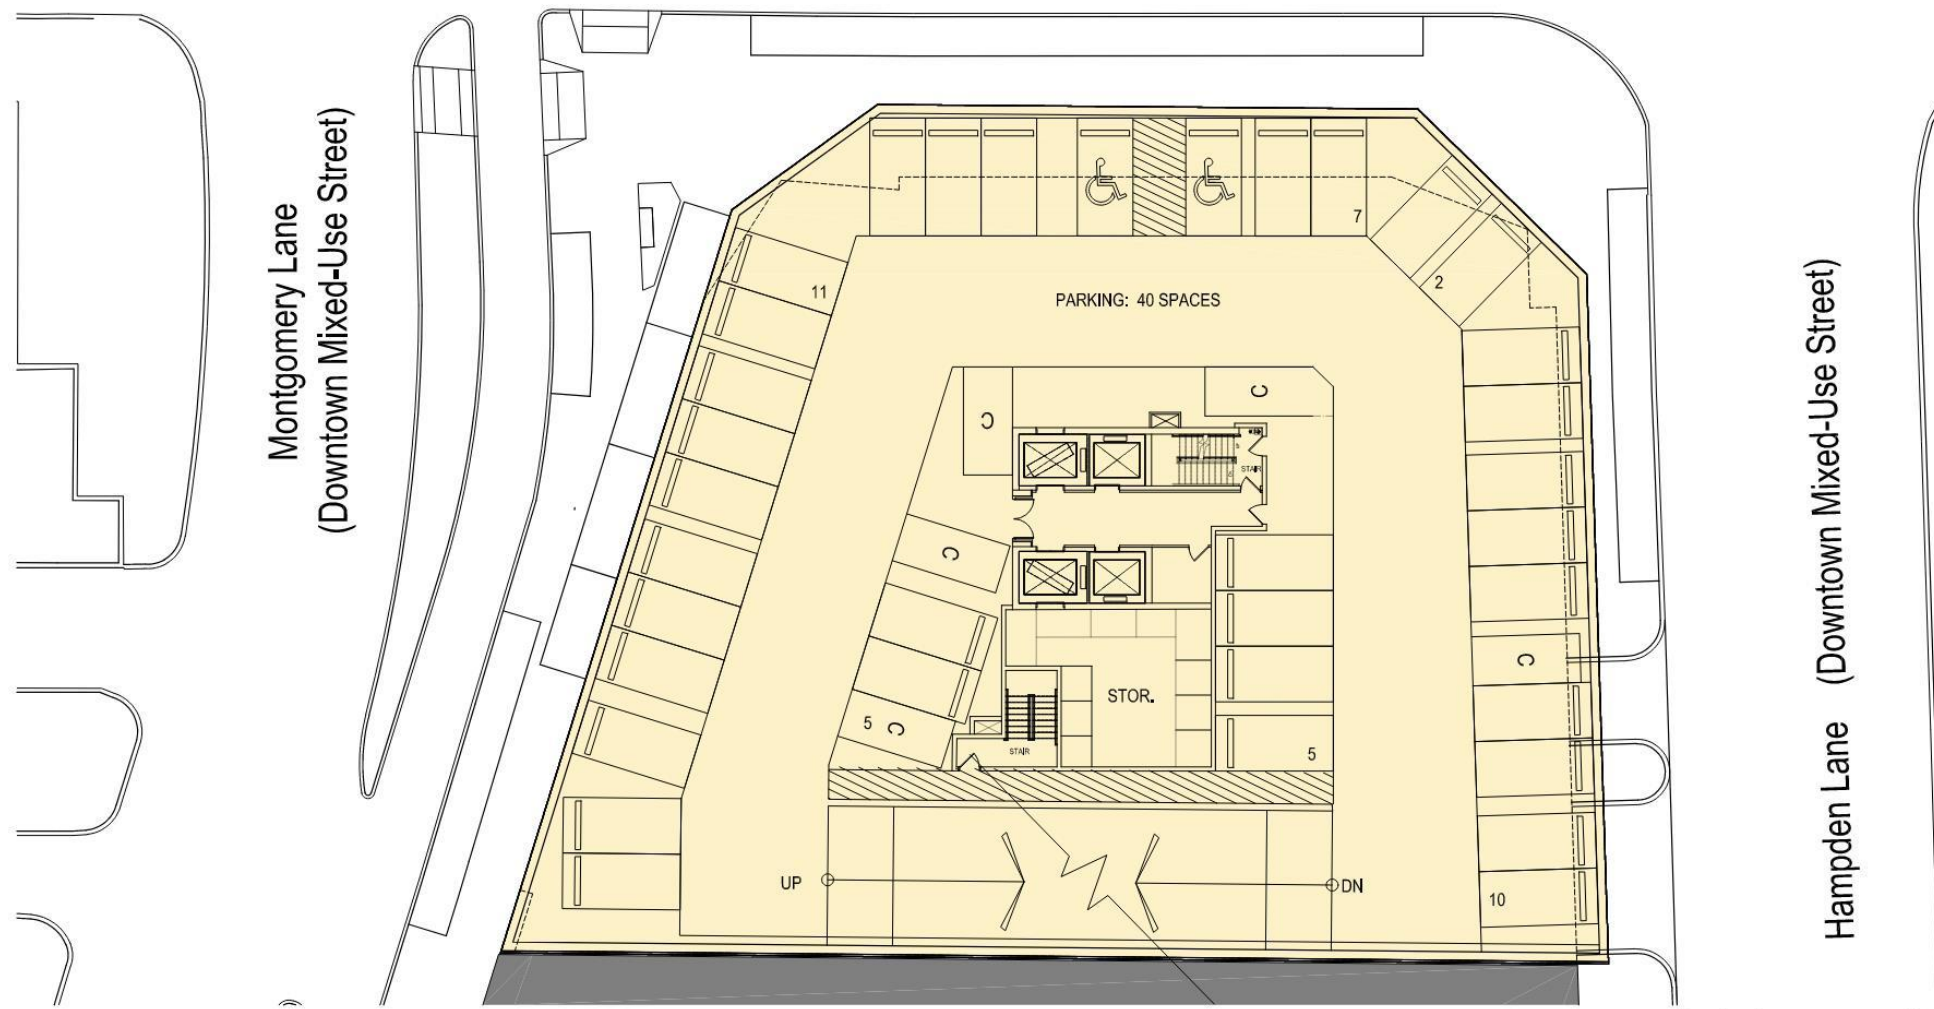 Montgomery Lane
(Downtown Mixed-Use Street)
7
11
2
PARKING: 40 SPACES
C
C
STAIR
C
C
STOR.
5 C
STAIR
5
UP
DN
10
Hampden Lane (Downtown Mixed-Use Street)